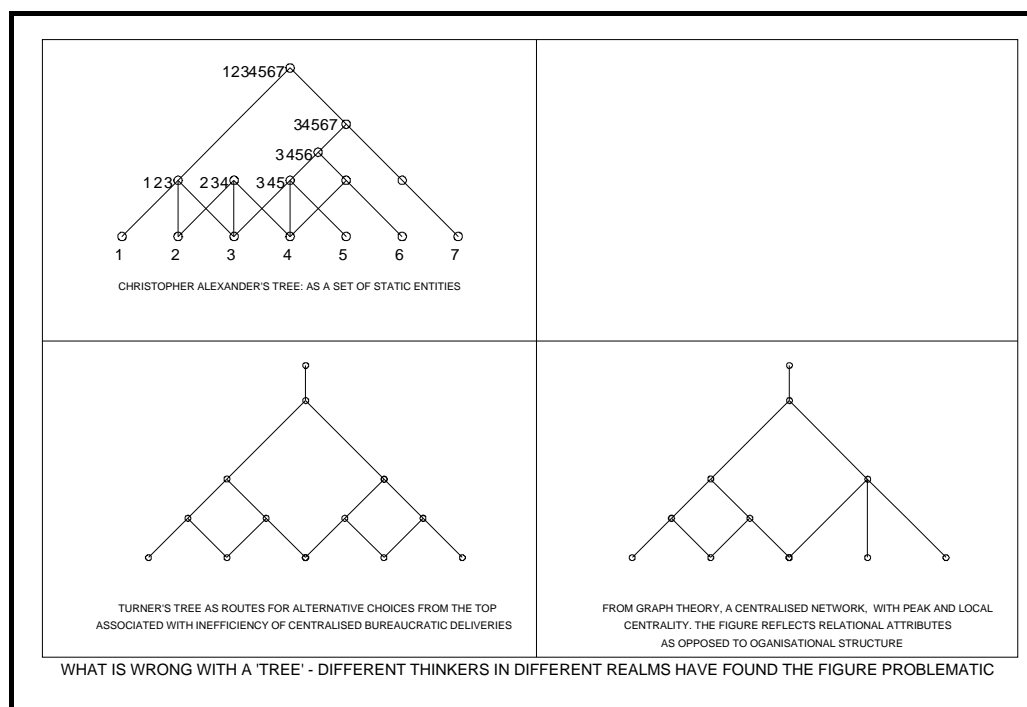 1234567
34567
3456
123 234 345
1 2 3 4 5 6 7
CHRISTOPHER ALEXANDER'S TREE: AS A SET OF STATIC ENTITIES
TURNER'S TREE AS ROUTES FOR ALTERNATIVE CHOICES FROM THE TOP
ASSOCIATED WITH INEFFICIENCY OF CENTRALISED BUREAUCRATIC DELIVERIES
FROM GRAPH THEORY, A CENTRALISED NETWORK, WITH PEAK AND LOCAL
CENTRALITY. THE FIGURE REFLECTS RELATIONAL ATTRIBUTES
AS OPPOSED TO OGANISATIONAL STRUCTURE
WHAT IS WRONG WITH A 'TREE' - DIFFERENT THINKERS IN DIFFERENT REALMS HAVE FOUND THE FIGURE PROBLEMATIC